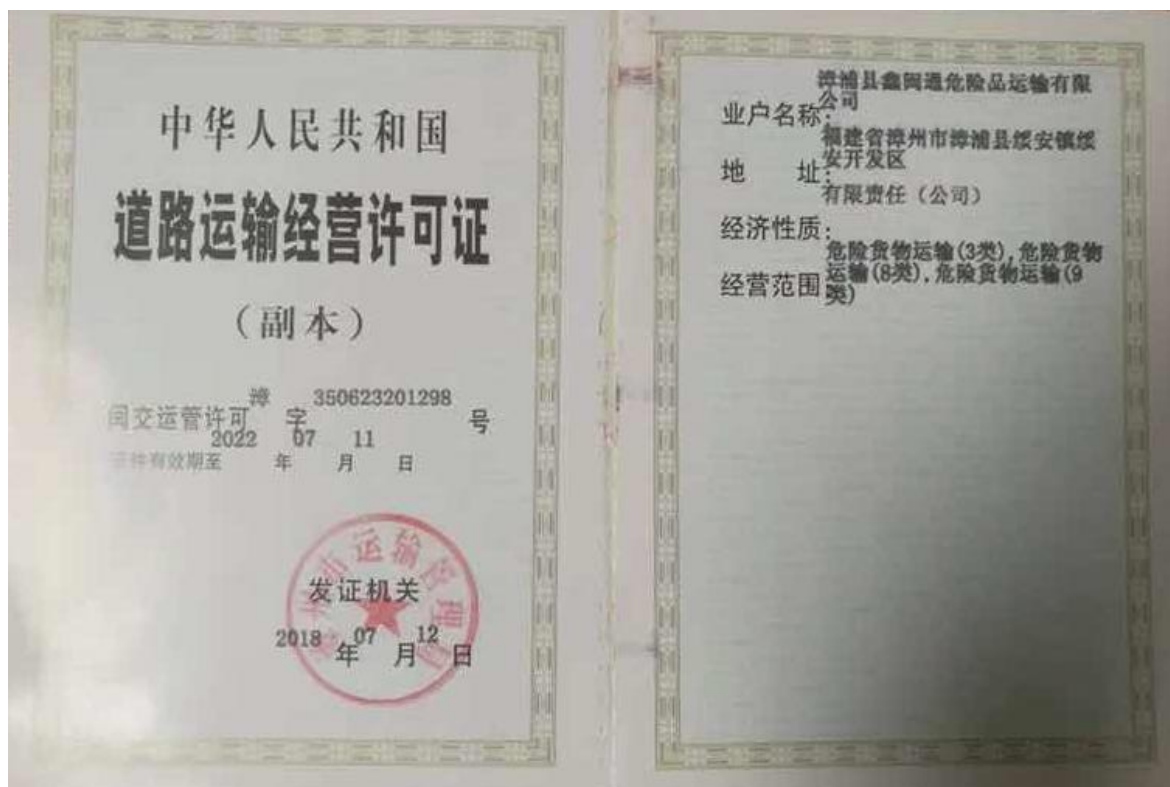 中华人民共和国
道路运输经营许可证
（副本）
闽交运管许可 漳 字 350623201298 号
证件有效期至 2022 年 07 月 11 日
发证机关
2018 年 07 月 12 日
业户名称：漳浦县鑫闽通危险品运输有限
公司
地 址：福建省漳州市漳浦县绥安镇绥
安开发区
经济性质：有限责任（公司）
经营范围 危险货物运输(3类),危险货物
运输(8类),危险货物运输(9
类)